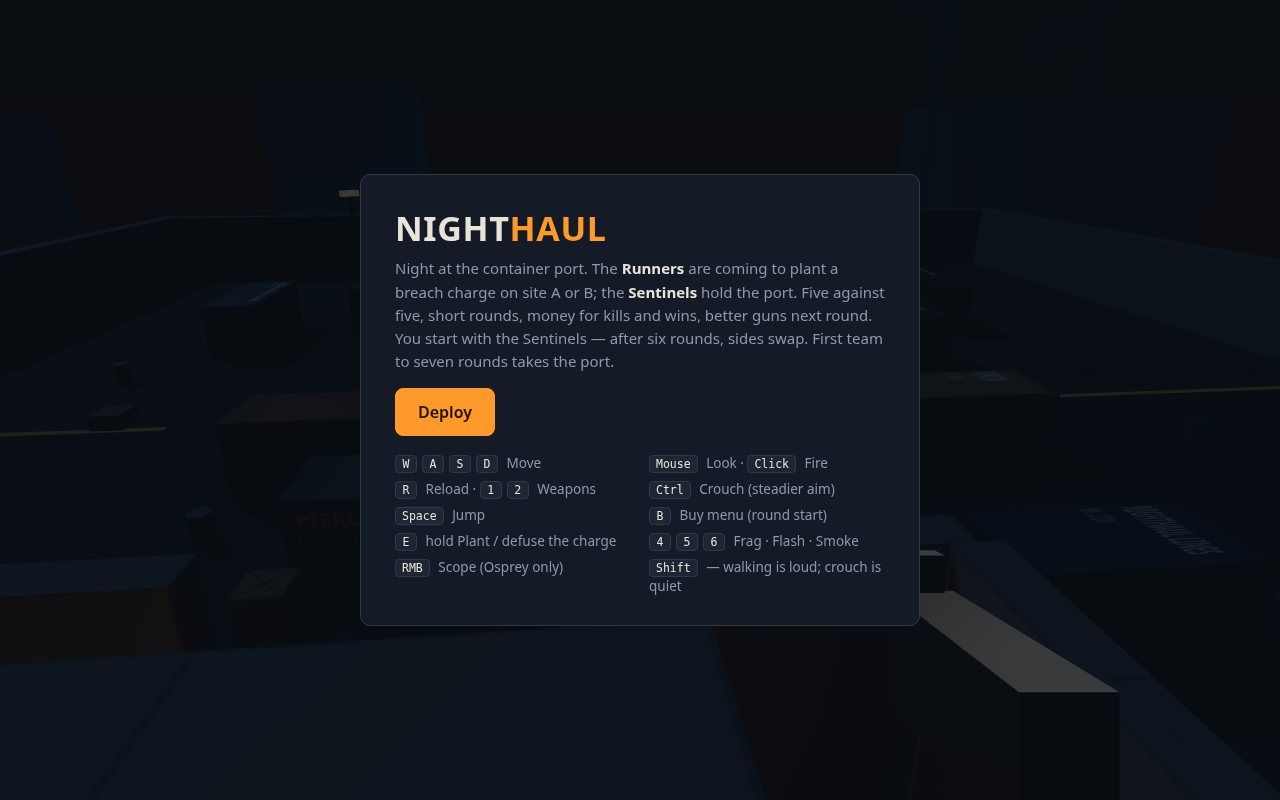 NIGHTHAUL
Night at the container port. The Runners are coming to plant a
breach charge on site A or B; the Sentinels hold the port. Five against
five, short rounds, money for kills and wins, better guns next round.
You start with the Sentinels — after six rounds, sides swap. First team
to seven rounds takes the port.
Deploy
W A S D Move
Mouse Look · Click Fire
R Reload · 1 2 Weapons
Ctrl Crouch (steadier aim)
Space Jump
B Buy menu (round start)
E hold Plant / defuse the charge
4 5 6 Frag · Flash · Smoke
RMB Scope (Osprey only)
Shift — walking is loud; crouch is
quiet